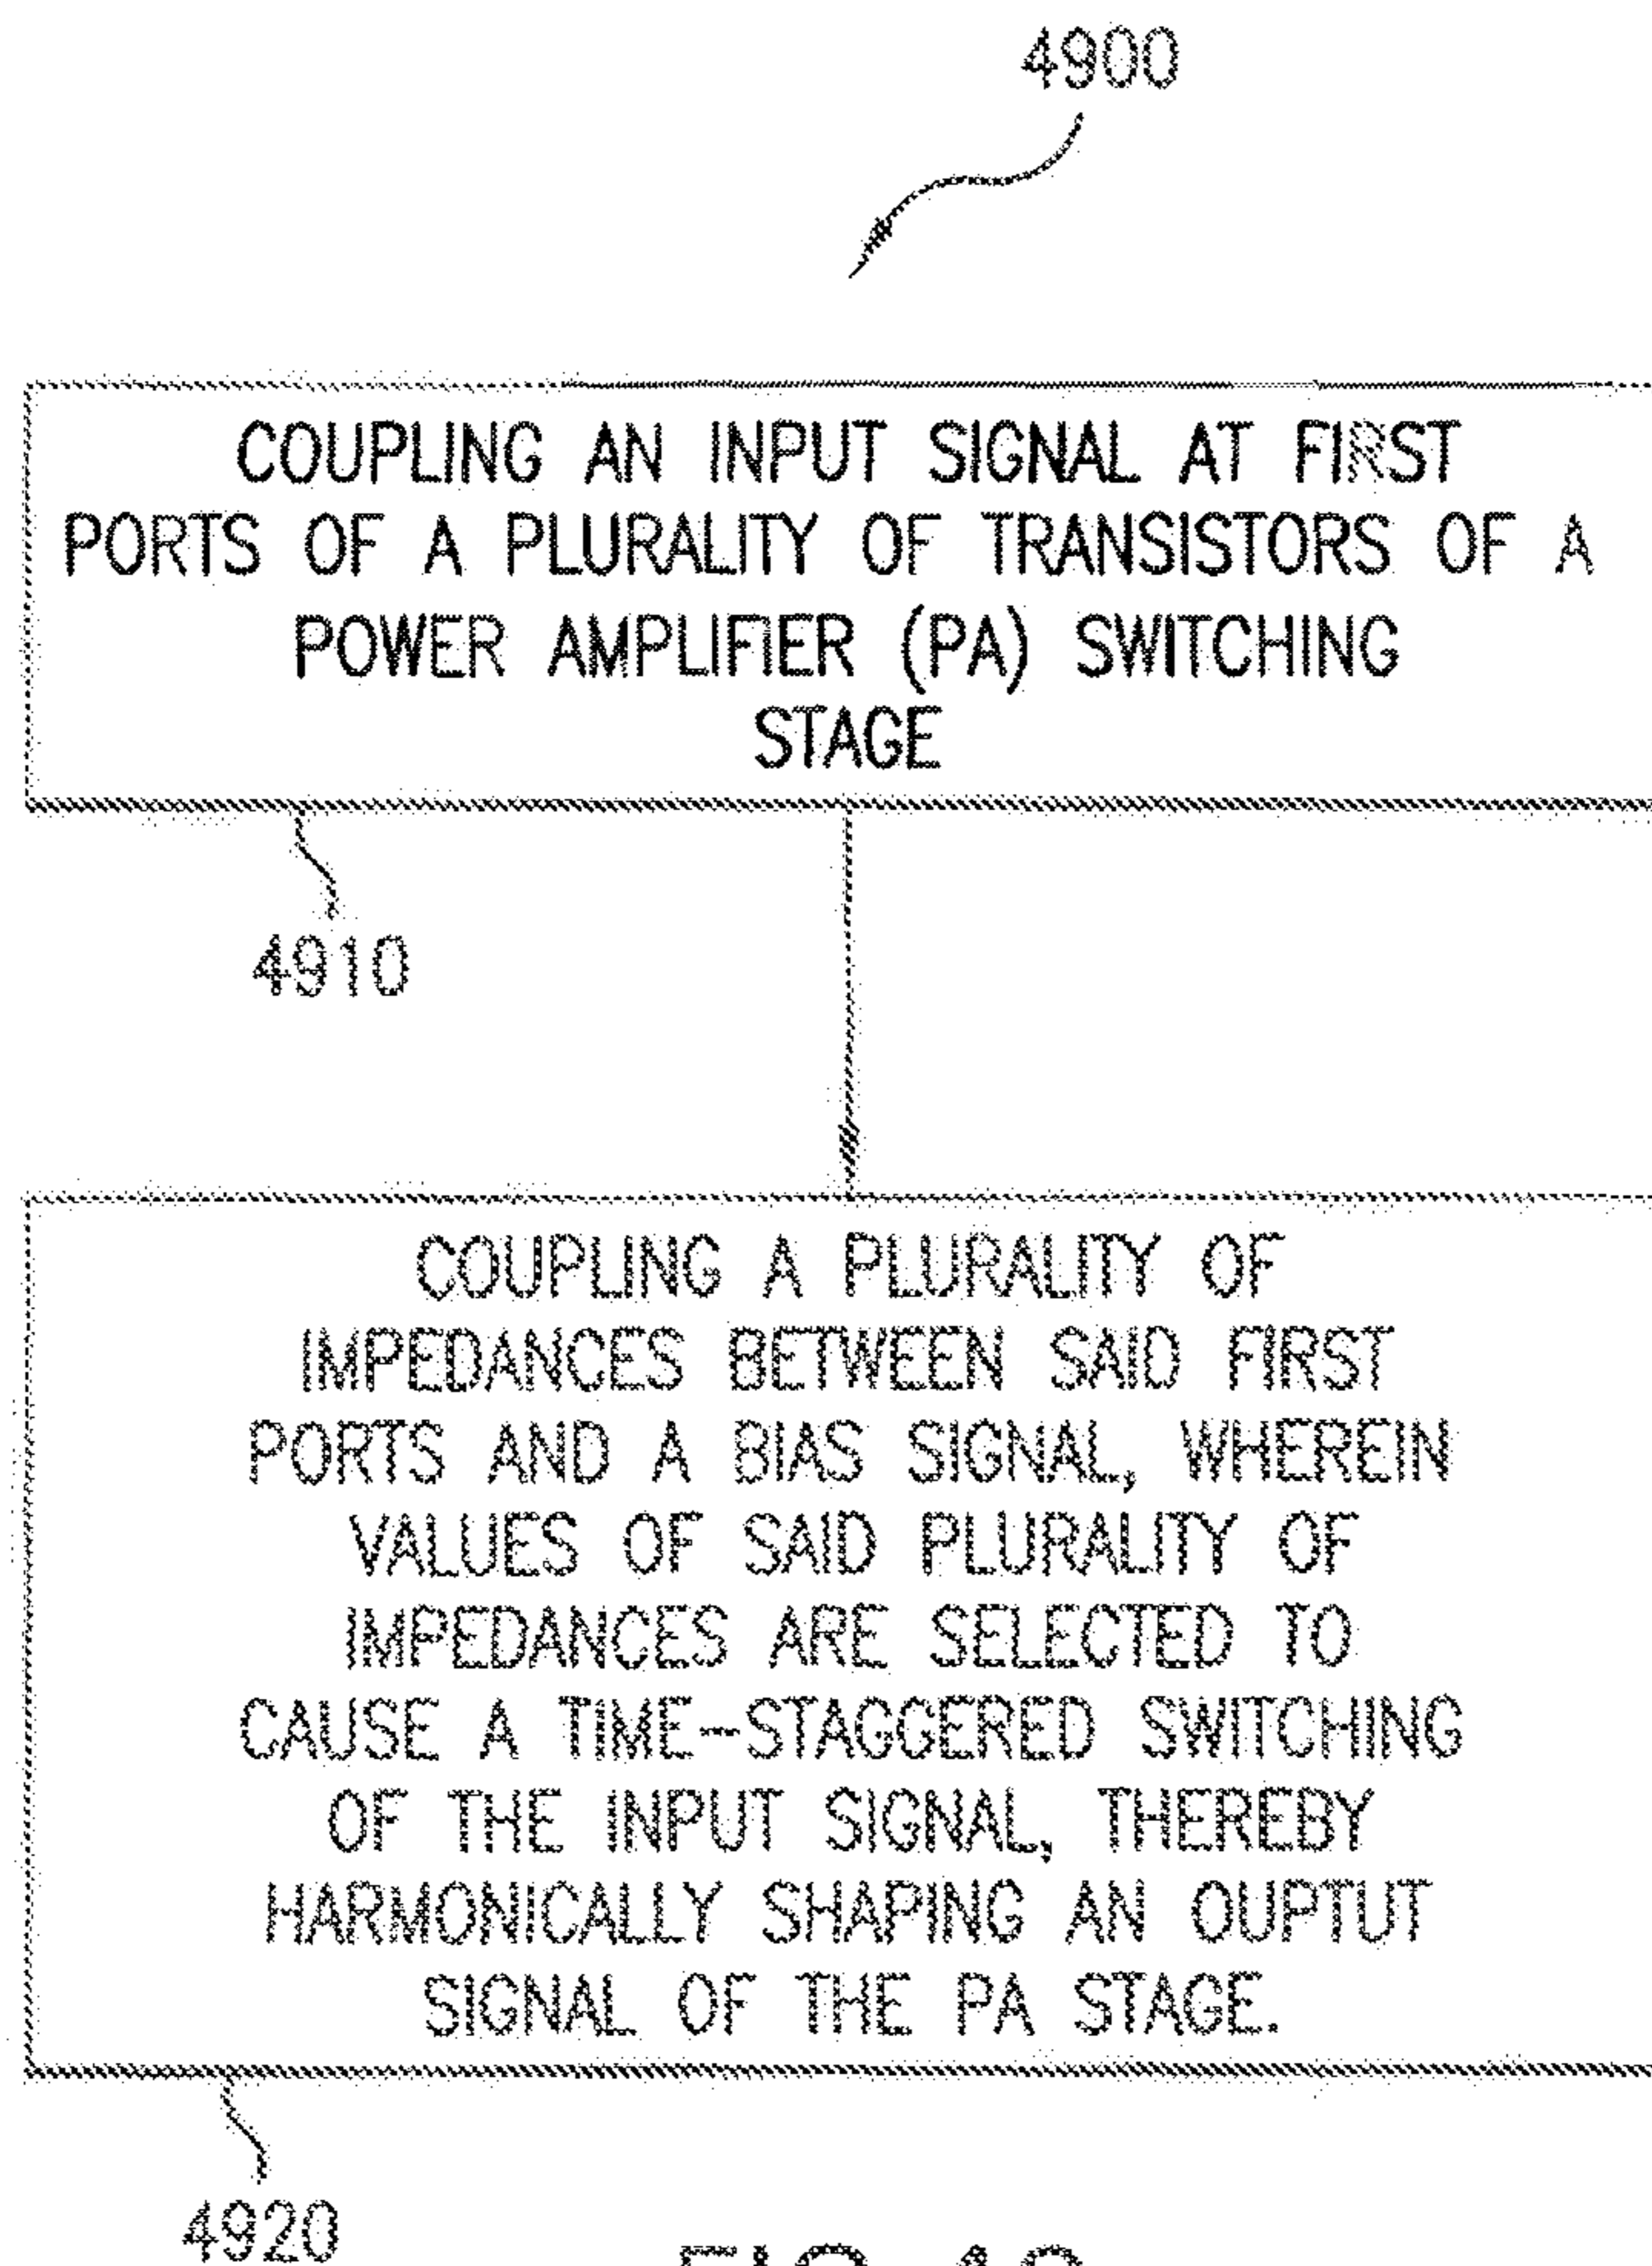 4900
COUPLING AN INPUT SIGNAL AT FIRST
PORTS OF A PLURALITY OF TRANSISTORS OF A
POWER AMPLIFIER (PA) SWITCHING
STAGE
4910
COUPLING A PLURALITY OF
IMPEDANCES BETWEEN SAID FIRST
PORTS AND A BIAS SIGNAL, WHEREIN
VALUES OF SAID PLURALITY OF
IMPEDANCES ARE SELECTED TO
CAUSE A TIME-STAGGERED SWITCHING
OF THE INPUT SIGNAL, THEREBY
HARMONICALLY SHAPING AN OUPTUT
SIGNAL OF THE PA STAGE.
4920